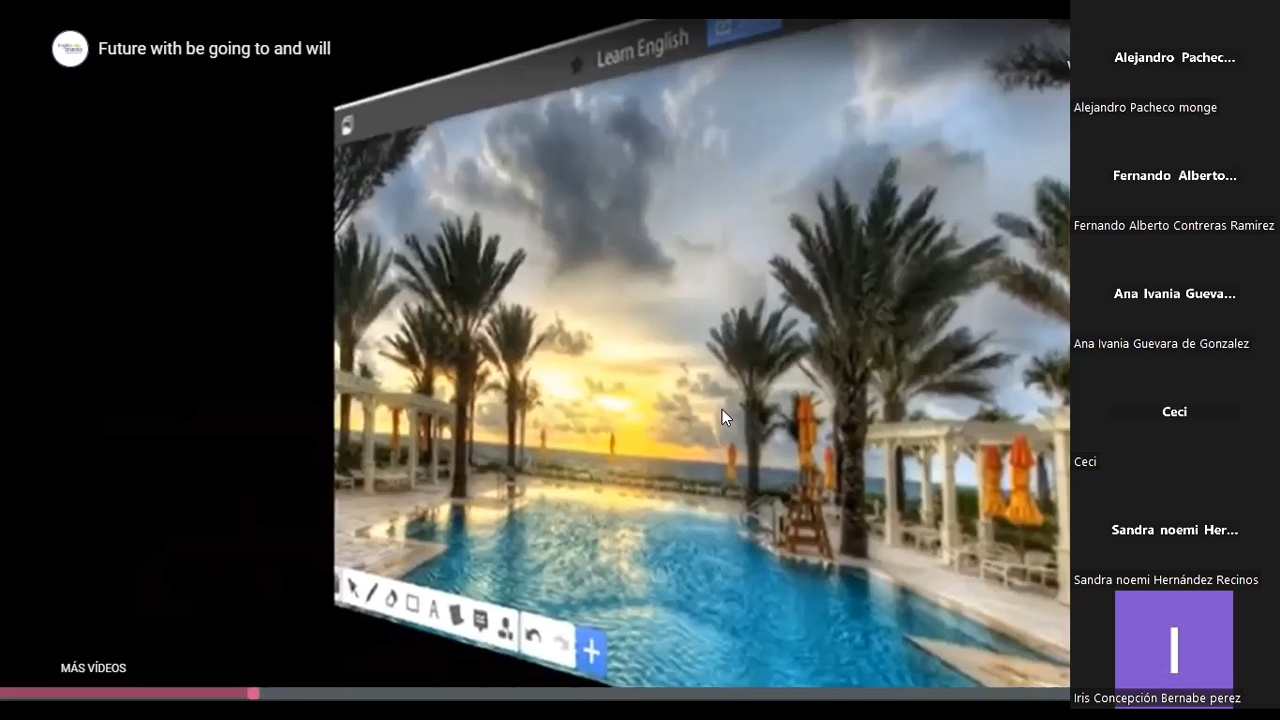 Future with be going to and will
Learn English
MÁS VÍDEOS
Alejandro Pachec...
Alejandro Pacheco monge
Fernando Alberto...
Fernando Alberto Contreras Ramirez
Ana Ivania Gueva...
Ana Ivania Guevara de Gonzalez
Ceci
Ceci
Sandra noemi Her...
Sandra noemi Hernández Recinos
I
Iris Concepción Bernabe perez